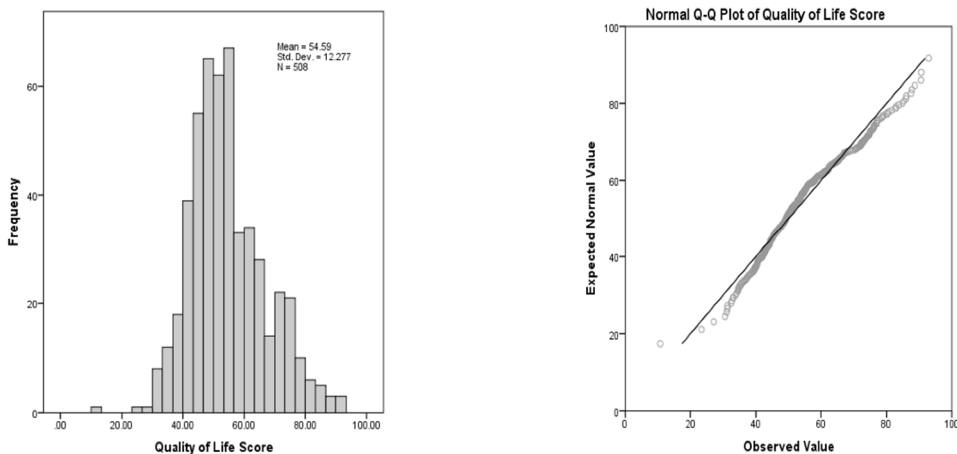 Mean = 54.59
Std. Dev. = 12.277
N = 508
Frequency
60
40
20
0
.00 20.00 40.00 60.00 80.00 100.00
Quality of Life Score
Normal Q-Q Plot of Quality of Life Score
Expected Normal Value
100
80
60
40
20
0
0 20 40 60 80 100
Observed Value